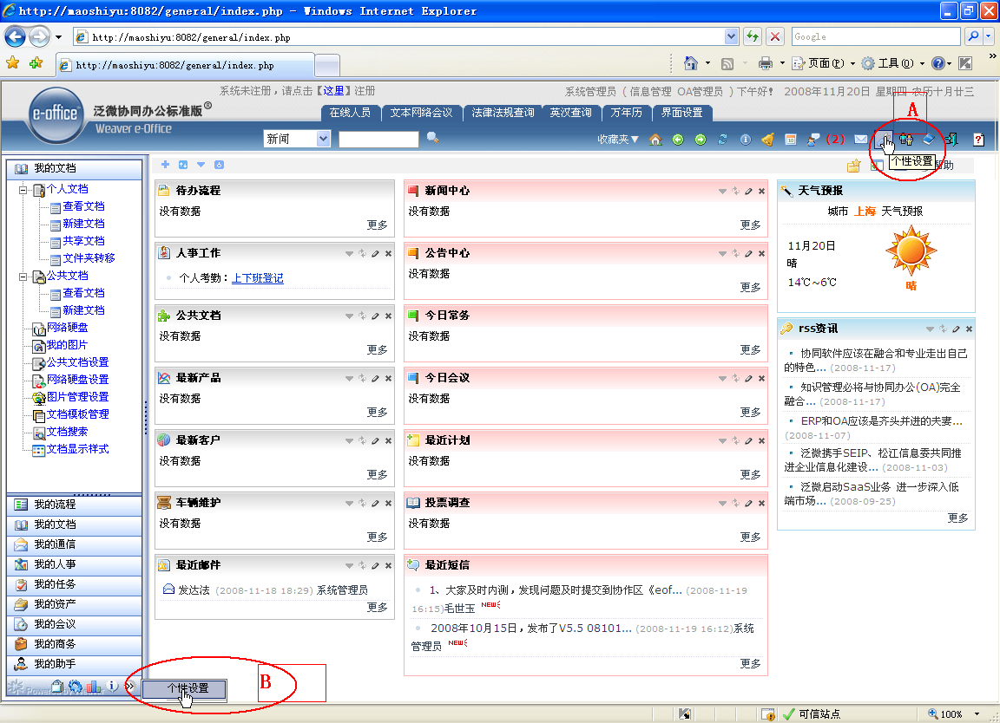 http://maoshiyu:8082/general/index.php - Windows Internet Explorer
http://maoshiyu:8082/general/index.php
Google
http://maoshiyu:8082/general/index.php
页面(P)
工具(O)
系统未注册，请点击【这里】注册
系统管理员 ( 信息管理 OA管理员 ) 下午好! 2008年11月20日 星期四 农历十月廿三
e-office
泛微协同办公标准版®
Weaver e-Office
在线人员
文本网络会议
法律法规查询
英汉查询
万年历
界面设置
A
新闻
收藏夹▼
(2)
个性设置
帮助
我的文档
个人文档
查看文档
新建文档
共享文档
文件夹转移
公共文档
查看文档
新建文档
网络硬盘
我的图片
公共文档设置
网络硬盘设置
图片管理设置
文档模板管理
文档搜索
文档显示样式
我的流程
我的文档
我的通信
我的人事
我的任务
我的资产
我的会议
我的商务
我的助手
个性设置
B
待办流程
没有数据
更多
人事工作
个人考勤：上下班登记
公共文档
没有数据
更多
最新产品
没有数据
更多
最新客户
没有数据
更多
车辆维护
没有数据
更多
最近邮件
发达法 (2008-11-18 18:29) 系统管理员
更多
新闻中心
没有数据
更多
公告中心
没有数据
更多
今日常务
没有数据
更多
今日会议
没有数据
更多
最近计划
没有数据
更多
投票调查
没有数据
更多
最近短信
1、大家及时内测，发现问题及时提交到协作区《eof... (2008-11-19
16:15)毛世玉 NEW
2008年10月15日，发布了V5.5 08101... (2008-11-19 16:12)系统
管理员 NEW
更多
天气预报
城市 上海 天气预报
11月20日
晴
14℃~6℃
晴
rss资讯
协同软件应该在融合和专业走出自己
的特色... (2008-11-17)
知识管理必将与协同办公(OA)完全
融合... (2008-11-17)
ERP和OA应该是齐头并进的夫妻...
(2008-11-07)
泛微携手SEIP、松江信息委共同推
进企业信息化建设... (2008-11-03)
泛微启动SaaS业务 进一步深入低
端市场... (2008-09-25)
更多
可信站点
100%